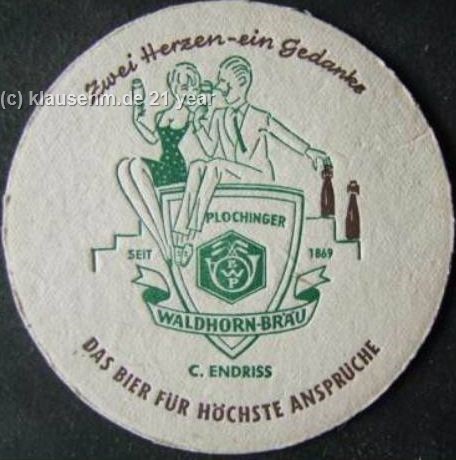 Zwei Herzen-ein Gedanke
(c) klausehm.de 21 year
PLOCHINGER
SEIT 1869
E
W
P
WALDHORN-BRÄU
C. ENDRISS
DAS BIER FÜR HÖCHSTE ANSPRÜCHE